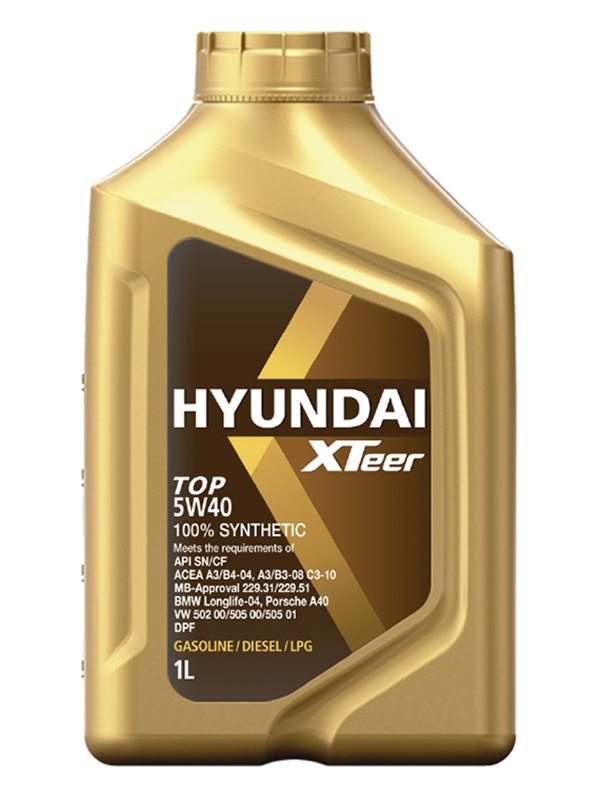 HYUNDAI
XTeer
TOP
5W40
100% SYNTHETIC
Meets the requirements of
API SN/CF
ACEA A3/B4-04, A3/B3-08 C3-10
MB-Approval 229.31/229.51
BMW Longlife-04, Porsche A40
VW 502 00/505 00/505 01
DPF
GASOLINE / DIESEL / LPG
1L